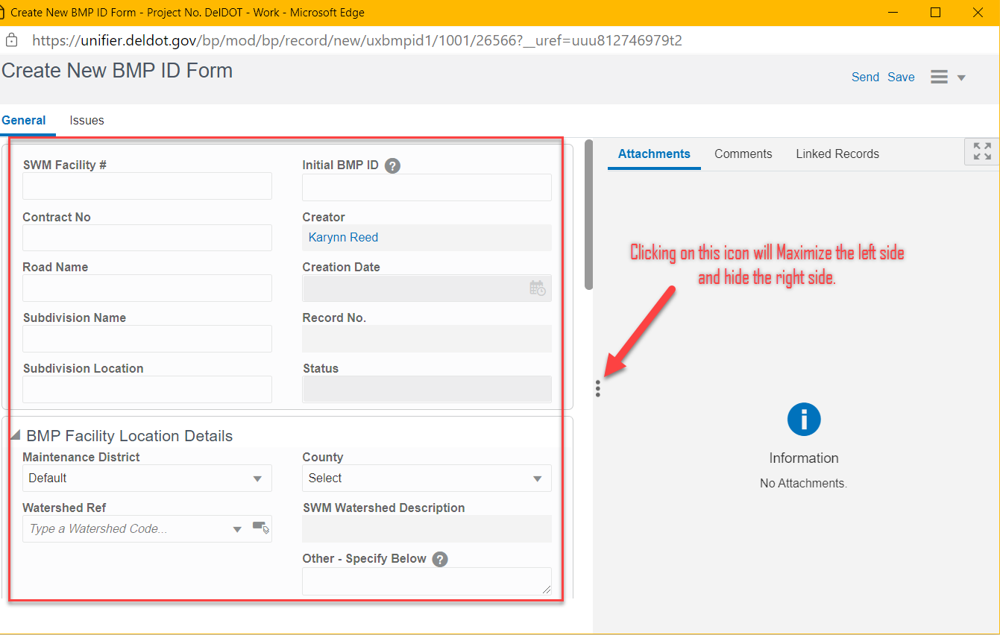 Create New BMP ID Form - Project No. DelDOT - Work - Microsoft Edge
https://unifier.deldot.gov/bp/mod/bp/record/new/uxbmpid1/1001/26566?__uref=uuu812746979t2
Create New BMP ID Form
Send Save
General Issues
SWM Facility #
Initial BMP ID ?
Contract No
Creator
Karynn Reed
Road Name
Creation Date
Subdivision Name
Record No.
Subdivision Location
Status
BMP Facility Location Details
Maintenance District
Default
County
Select
Watershed Ref
Type a Watershed Code...
SWM Watershed Description
Other - Specify Below ?
Attachments Comments Linked Records
Clicking on this icon will Maximize the left side
and hide the right side.
i
Information
No Attachments.